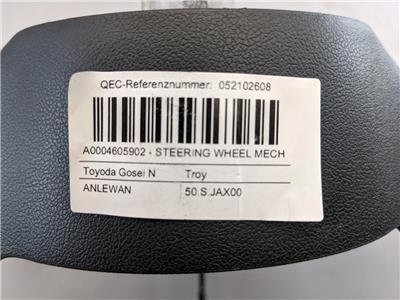 QEC-Referenznummer: 052102608
A0004605902 - STEERING WHEEL MECH
Toyoda Gosei N Troy
ANLEWAN 50.S.JAX00